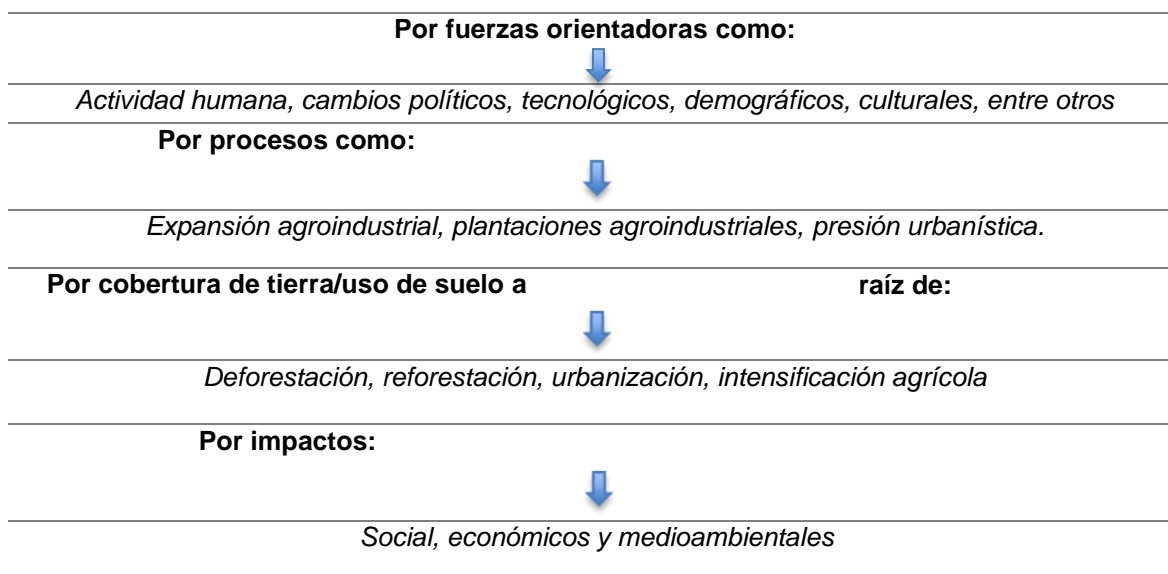 Por fuerzas orientadoras como:
Actividad humana, cambios políticos, tecnológicos, demográficos, culturales, entre otros
Por procesos como:
Expansión agroindustrial, plantaciones agroindustriales, presión urbanística.
Por cobertura de tierra/uso de suelo a raíz de:
Deforestación, reforestación, urbanización, intensificación agrícola
Por impactos:
Social, económicos y medioambientales